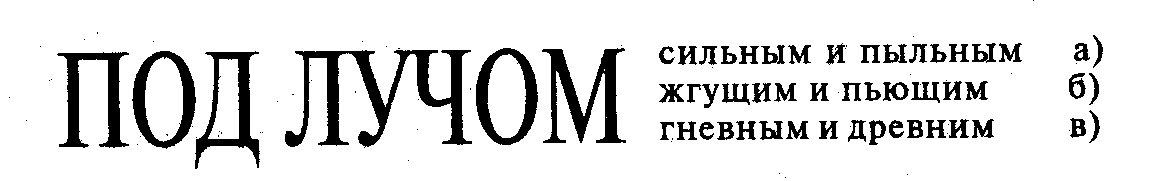 ПОД ЛУЧОМ
сильным и пыльным а)
жгущим и пьющим б)
гневным и древним в)